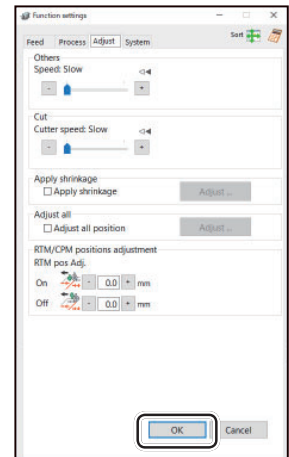 Function settings
Feed Process Adjust System Sort
Others
Speed: Slow
- +
Cut
Cutter speed: Slow
- +
Apply shrinkage
Apply shrinkage Adjust ...
Adjust all
Adjust all position Adjust ...
RTM/CPM positions adjustment
RTM pos Adj.
On - 0.0 + mm
Off - 0.0 + mm
OK Cancel